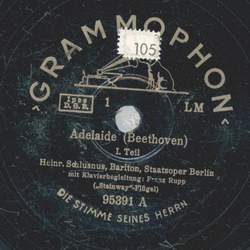 GRAMMOPHON
105
1
LM
D.G.B.
Adelaide (Beethoven)
I. Teil
Heinr. Schlusnus, Bariton, Staatsoper Berlin
mit Klavierbegleitung: Franz Rupp
(„Steinway"-Flügel)
95391 A
DIE STIMME SEINES HERRN